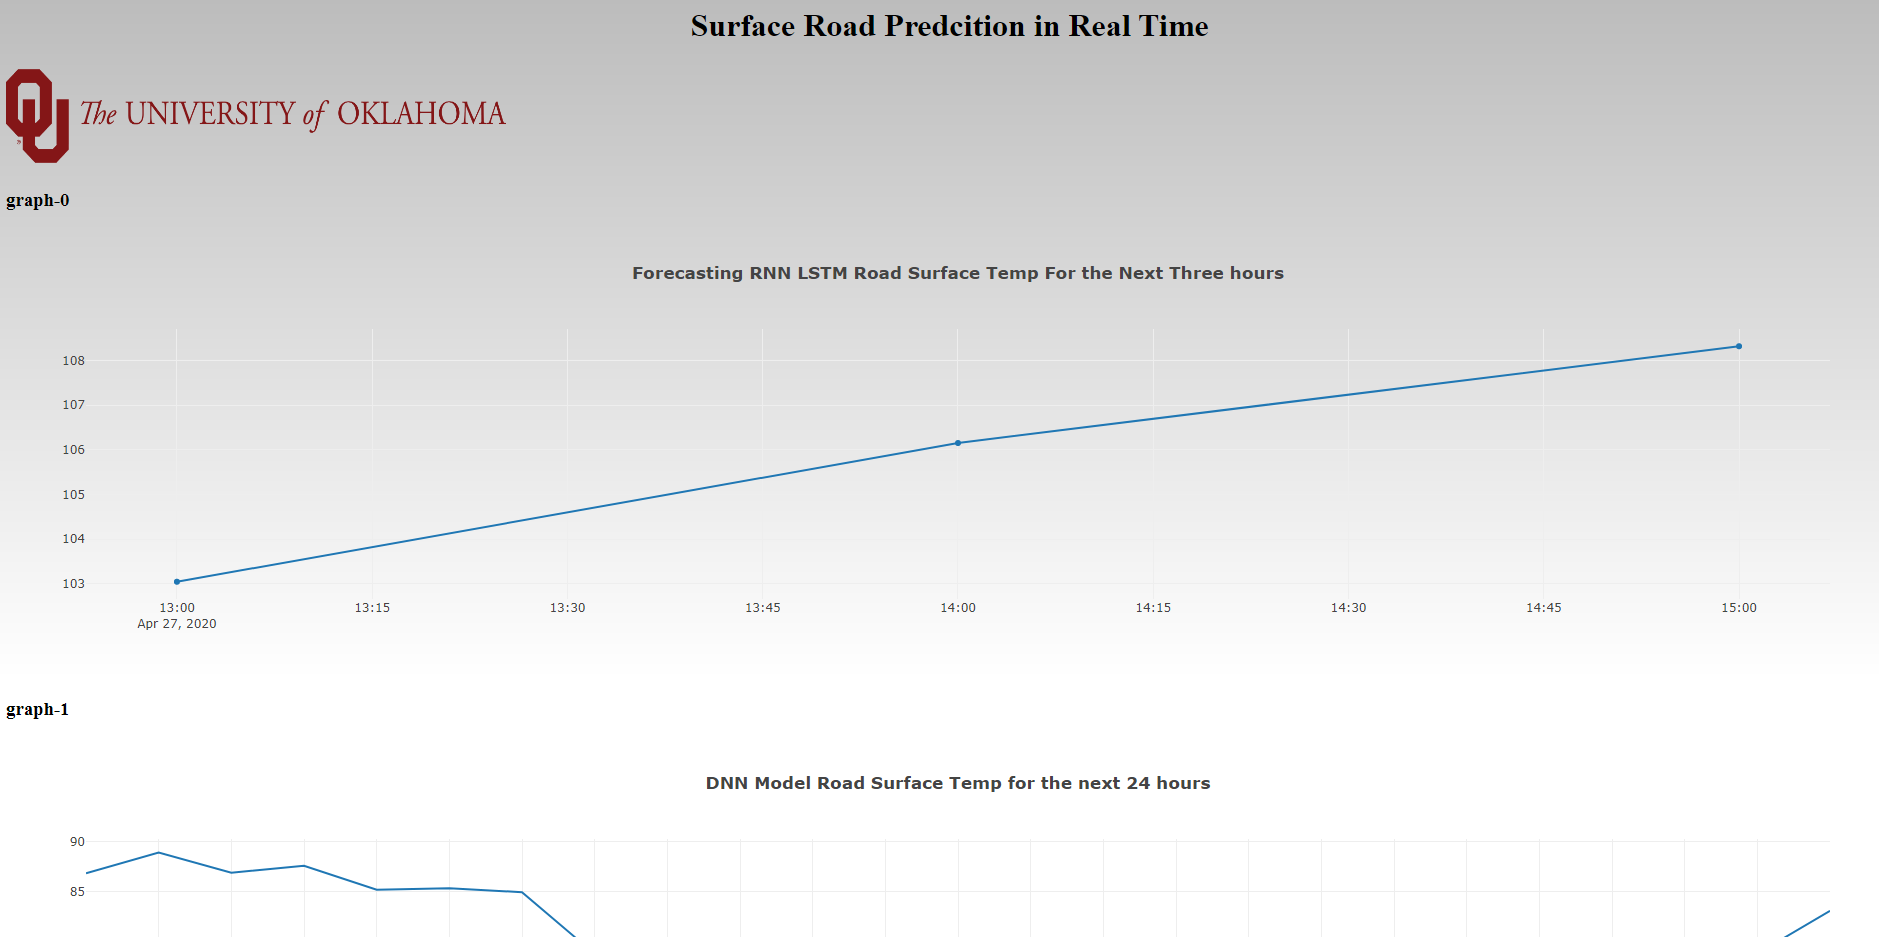 Surface Road Predcition in Real Time
The UNIVERSITY of OKLAHOMA
graph-0
Forecasting RNN LSTM Road Surface Temp For the Next Three hours
108
107
106
105
104
103
13:00 13:15 13:30 13:45 14:00 14:15 14:30 14:45 15:00
Apr 27, 2020
graph-1
DNN Model Road Surface Temp for the next 24 hours
90
85